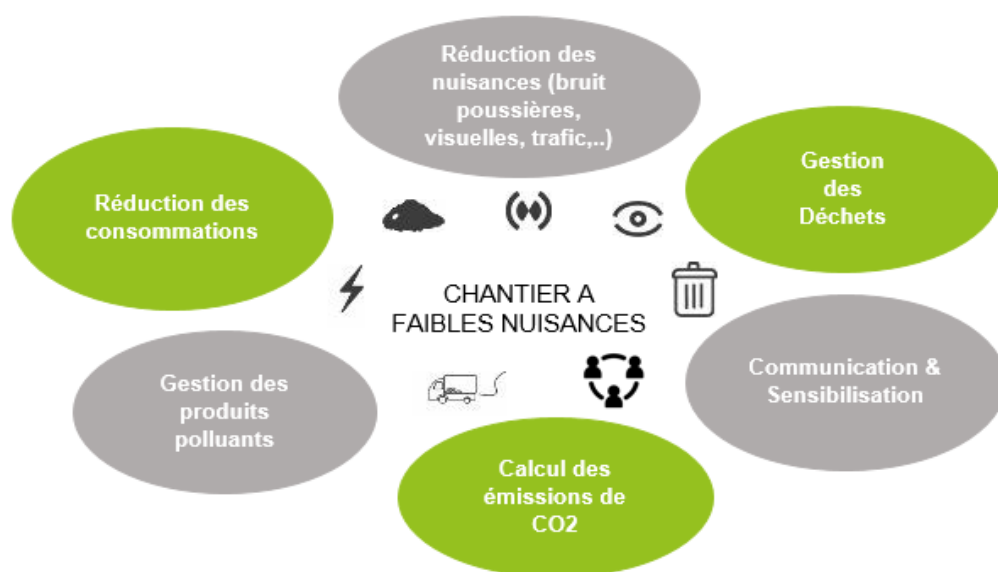 Réduction des
nuisances (bruit
poussières,
visuelles, trafic,..)
Gestion
des
Déchets
Réduction des
consommations
CHANTIER A
FAIBLES NUISANCES
Communication &
Sensibilisation
Gestion des
produits
polluants
Calcul des
émissions de
CO2